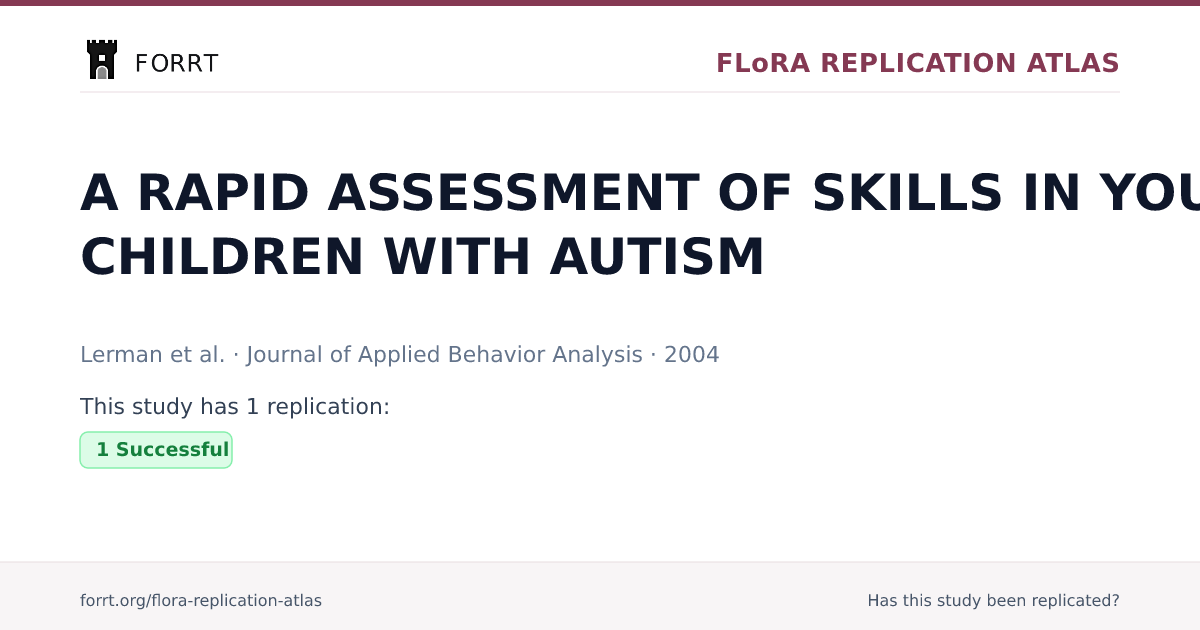 FORRT
FLoRA REPLICATION ATLAS
A RAPID ASSESSMENT OF SKILLS IN YOU
CHILDREN WITH AUTISM
Lerman et al. · Journal of Applied Behavior Analysis · 2004
This study has 1 replication:
1 Successful
forrt.org/flora-replication-atlas
Has this study been replicated?